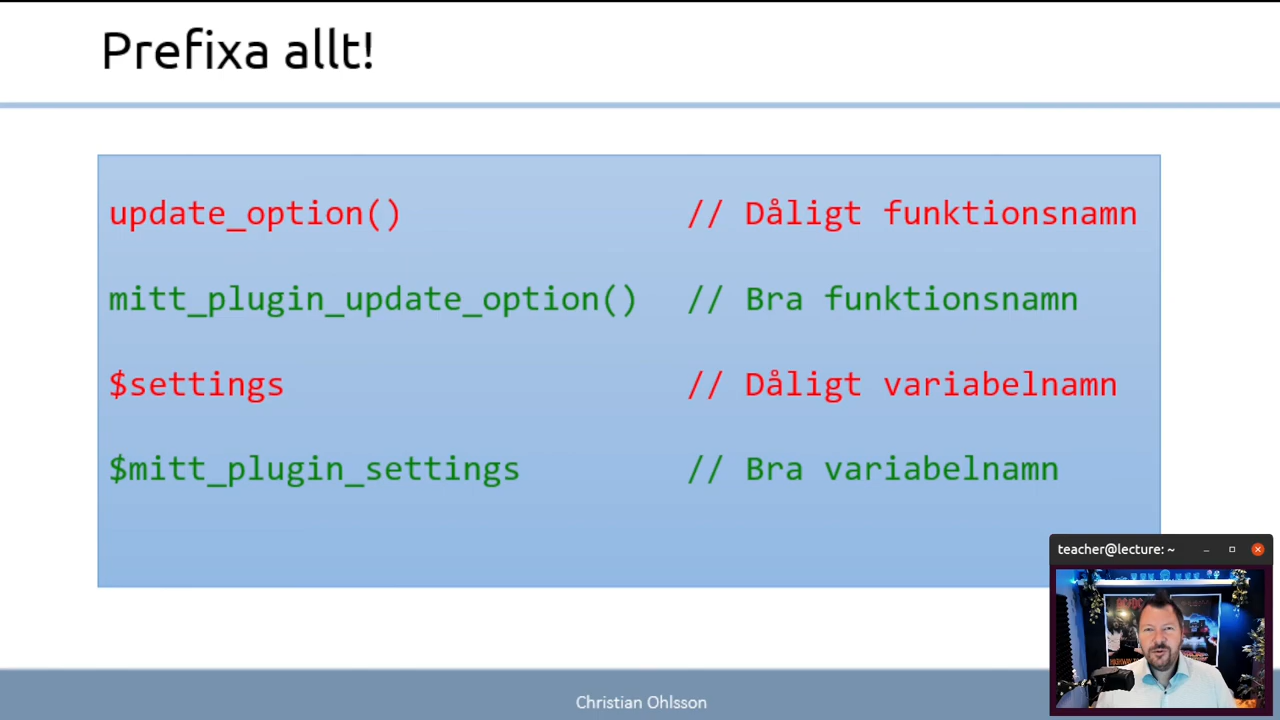 Prefixa allt!
update_option() // Dåligt funktionsnamn
mitt_plugin_update_option() // Bra funktionsnamn
$settings // Dåligt variabelnamn
$mitt_plugin_settings // Bra variabelnamn
teacher@lecture: ~
Christian Ohlsson